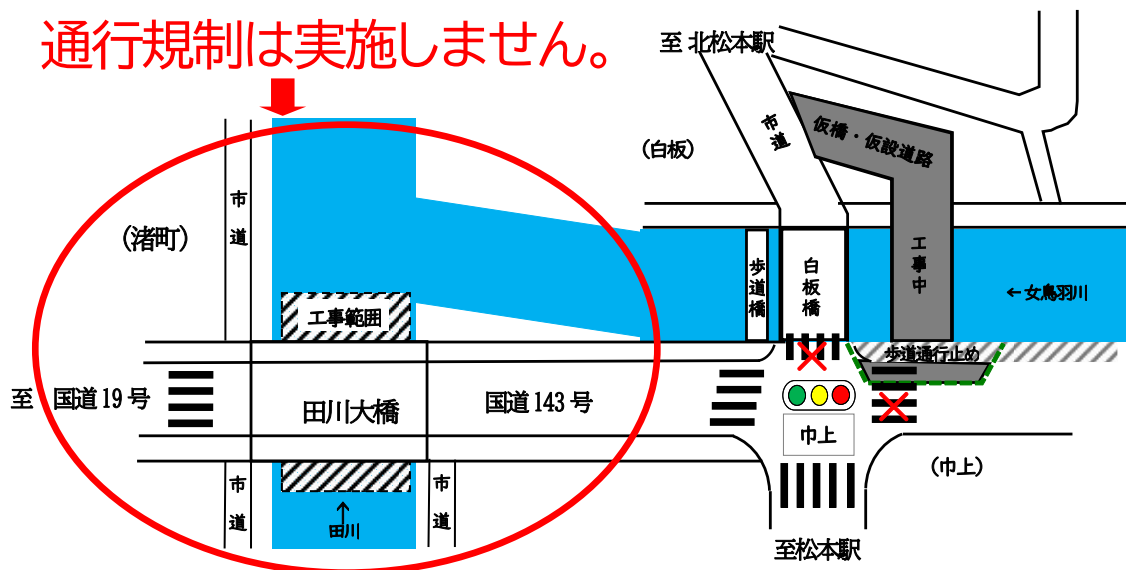 通行規制は実施しません。
至 北松本駅
市道
仮橋・仮設道路
(白板)
市道
(渚町)
歩道橋
白板橋
工事中
←女鳥羽川
工事範囲
歩道通行止め
至 国道19号
田川大橋
国道143号
巾上
(巾上)
市道
↑
田川
市道
至松本駅